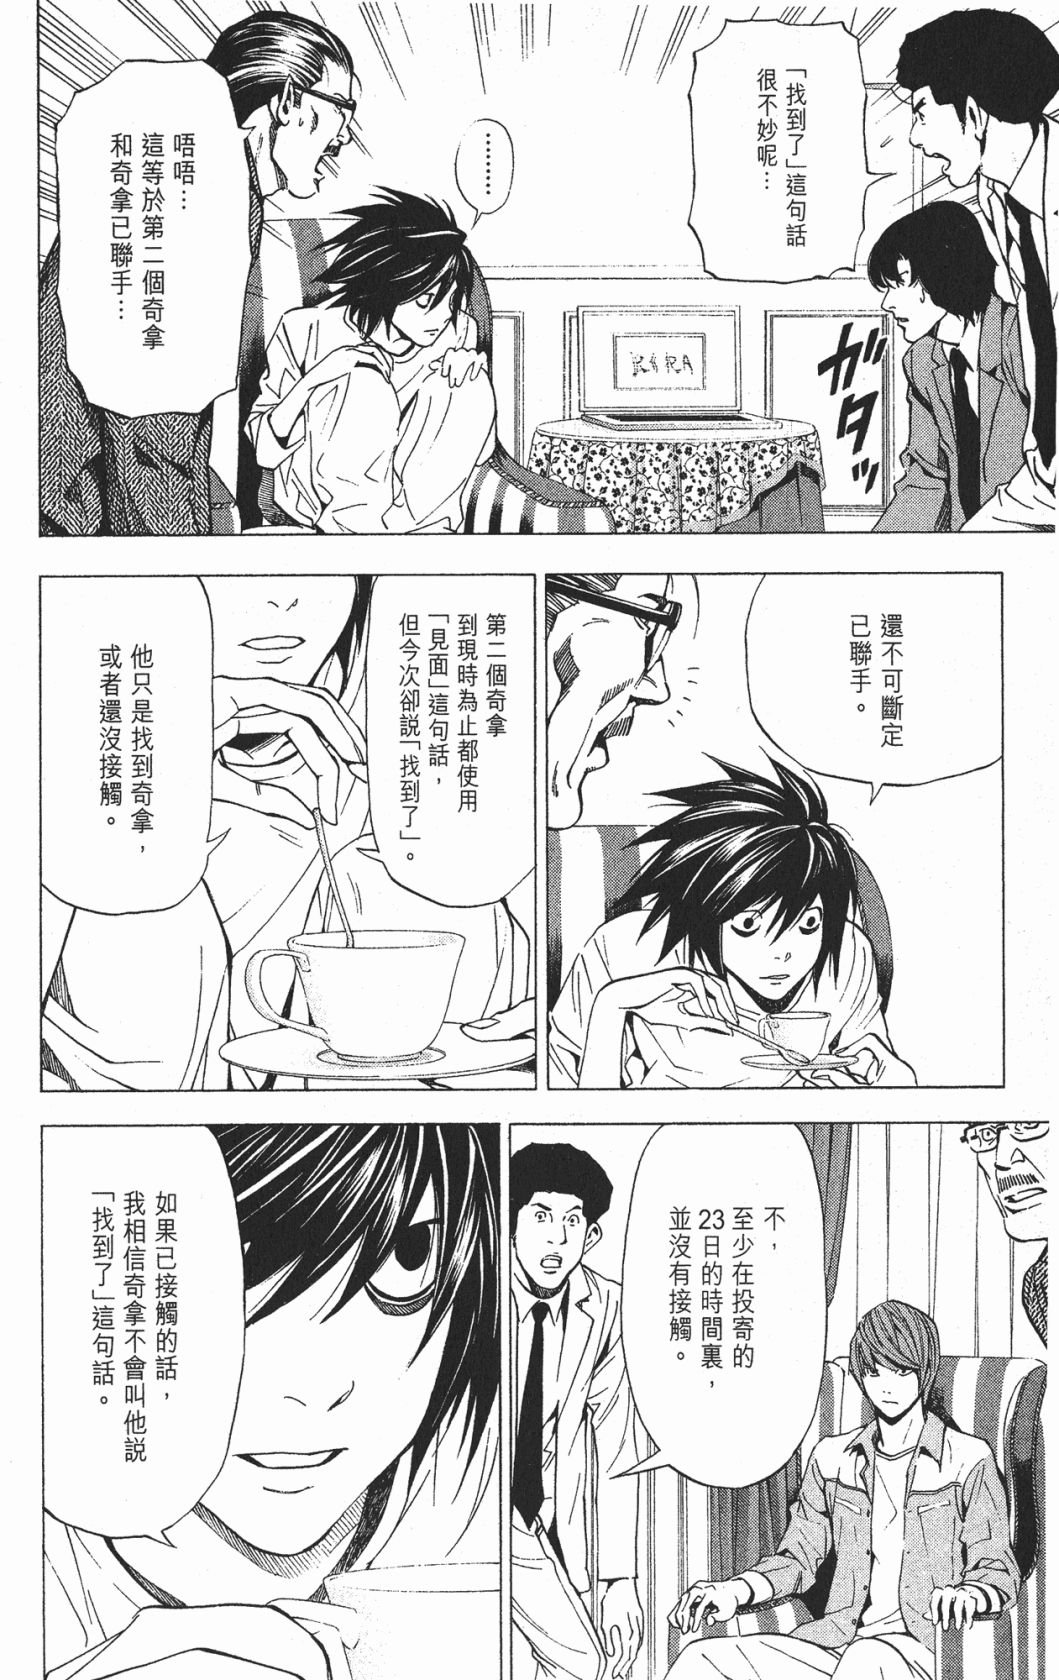 「找到了」這句話
很不妙呢…
………
唔唔…
這等於第二個奇拿
和奇拿已聯手…
KIRA
ガタッ
還不可斷定
已聯手。
第二個奇拿
到現時為止都使用
「見面」這句話，
但今次卻説「找到了」。
他只是找到奇拿，
或者還沒接觸。
不，
至少在投寄的
23日的時間裏，
並沒有接觸。
如果已接觸的話，
我相信奇拿不會叫他説
「找到了」這句話。